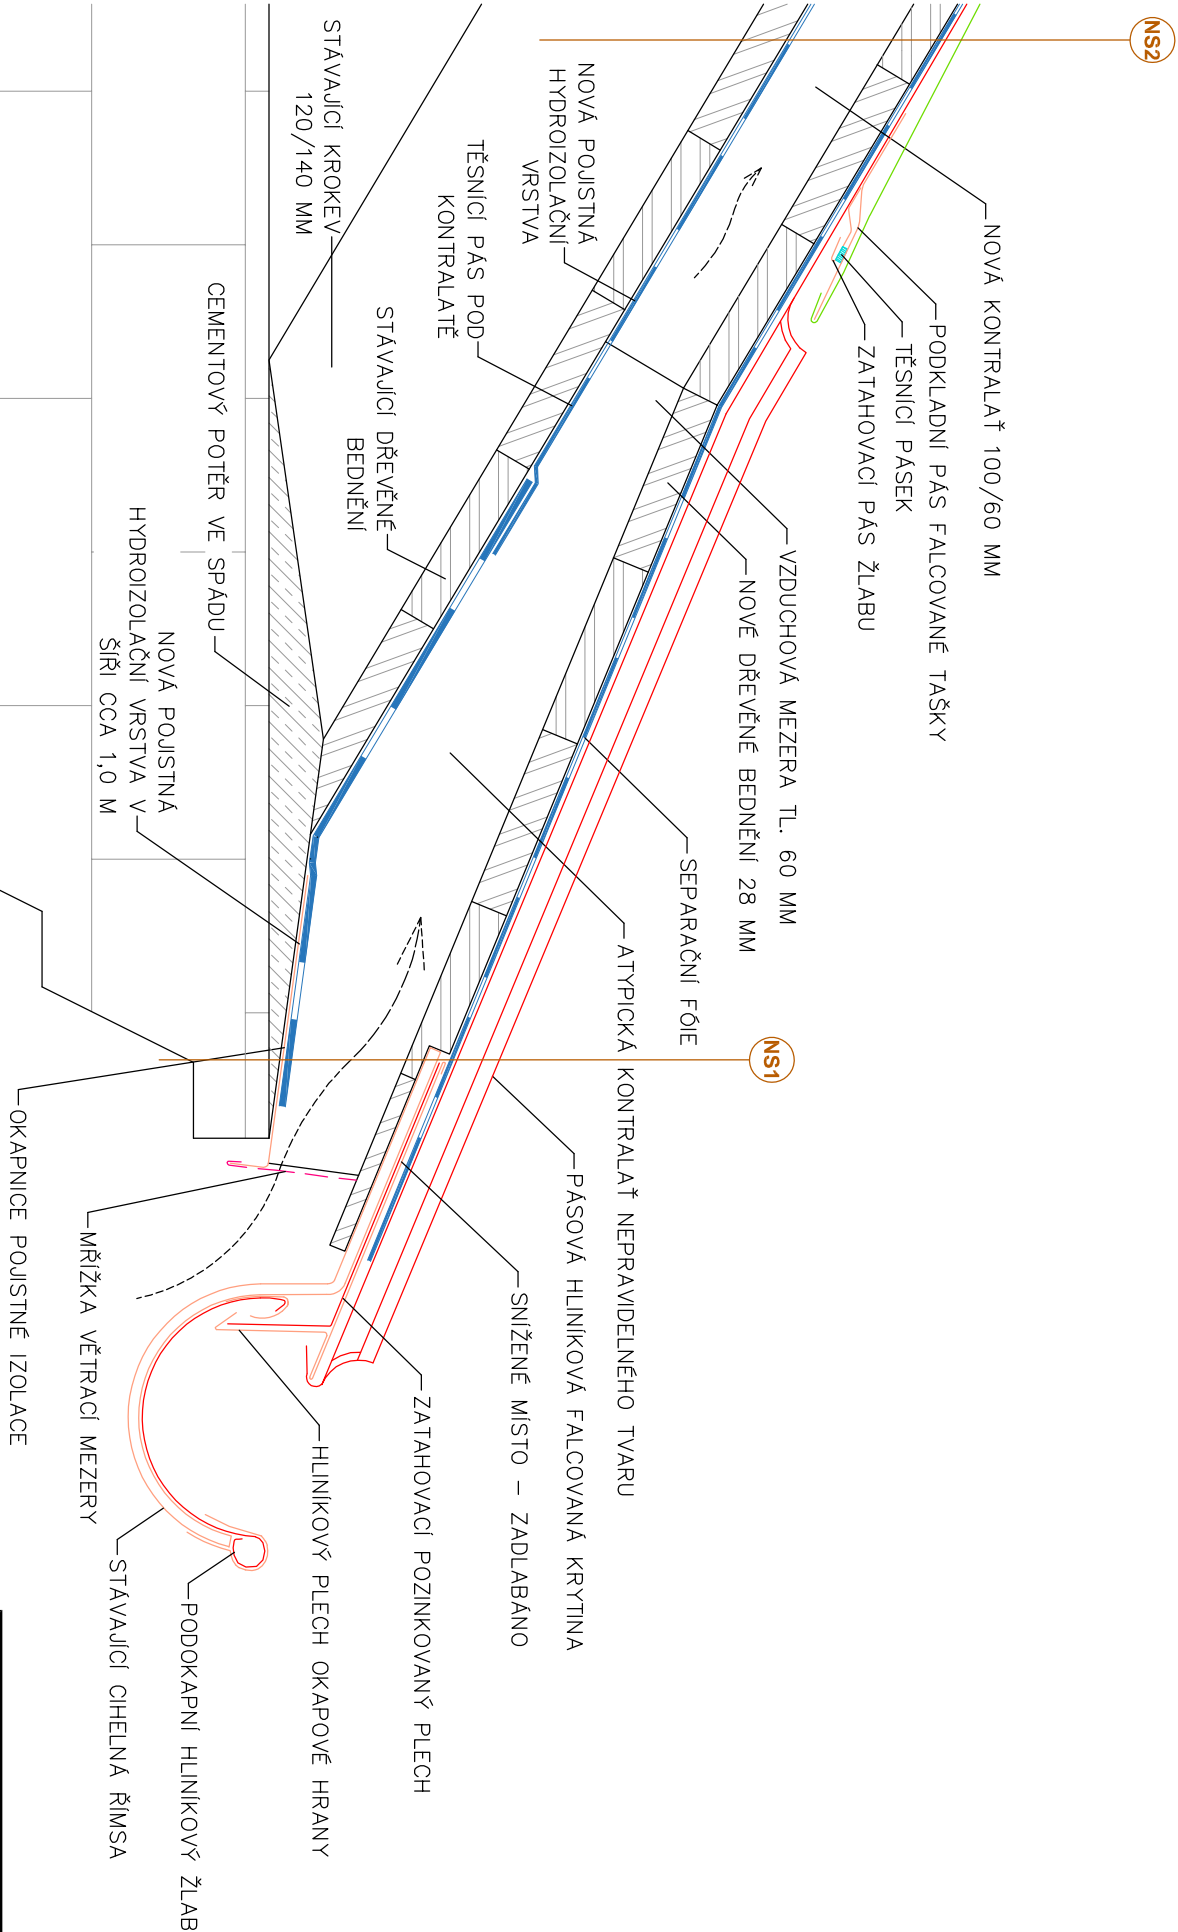 NS2
NOVÁ KONTRALAŤ 100/60 MM
PODKLADNÍ PÁS FALCOVANÉ TAŠKY
TĚSNÍCÍ PÁSEK
ZATAHOVACÍ PÁS ŽLABU
VZDUCHOVÁ MEZERA TL. 60 MM
NOVÉ DŘEVĚNÉ BEDNĚNÍ 28 MM
SEPARAČNÍ FÓIE
NS1
ATYPICKÁ KONTRALAŤ NEPRAVIDELNÉHO TVARU
PÁSOVÁ HLINÍKOVÁ FALCOVANÁ KRYTINA
SNÍŽENÉ MÍSTO – ZADLABÁNO
ZATAHOVACÍ POZINKOVANÝ PLECH
HLINÍKOVÝ PLECH OKAPOVÉ HRANY
PODOKAPNÍ HLINÍKOVÝ ŽLAB
STÁVAJÍCÍ CIHELNÁ ŘÍMSA
MŘÍŽKA VĚTRACÍ MEZERY
OKAPNICE POJISTNÉ IZOLACE
NOVÁ POJISTNÁ
HYDROIZOLAČNÍ
VRSTVA
TĚSNÍCÍ PÁS POD
KONTRALATĚ
STÁVAJÍCÍ DŘEVĚNÉ
BEDNĚNÍ
STÁVAJÍCÍ KROKEV
120/140 MM
CEMENTOVÝ POTĚR VE SPÁDU
NOVÁ POJISTNÁ
HYDROIZOLAČNÍ VRSTVA V
ŠÍŘI CCA 1,0 M